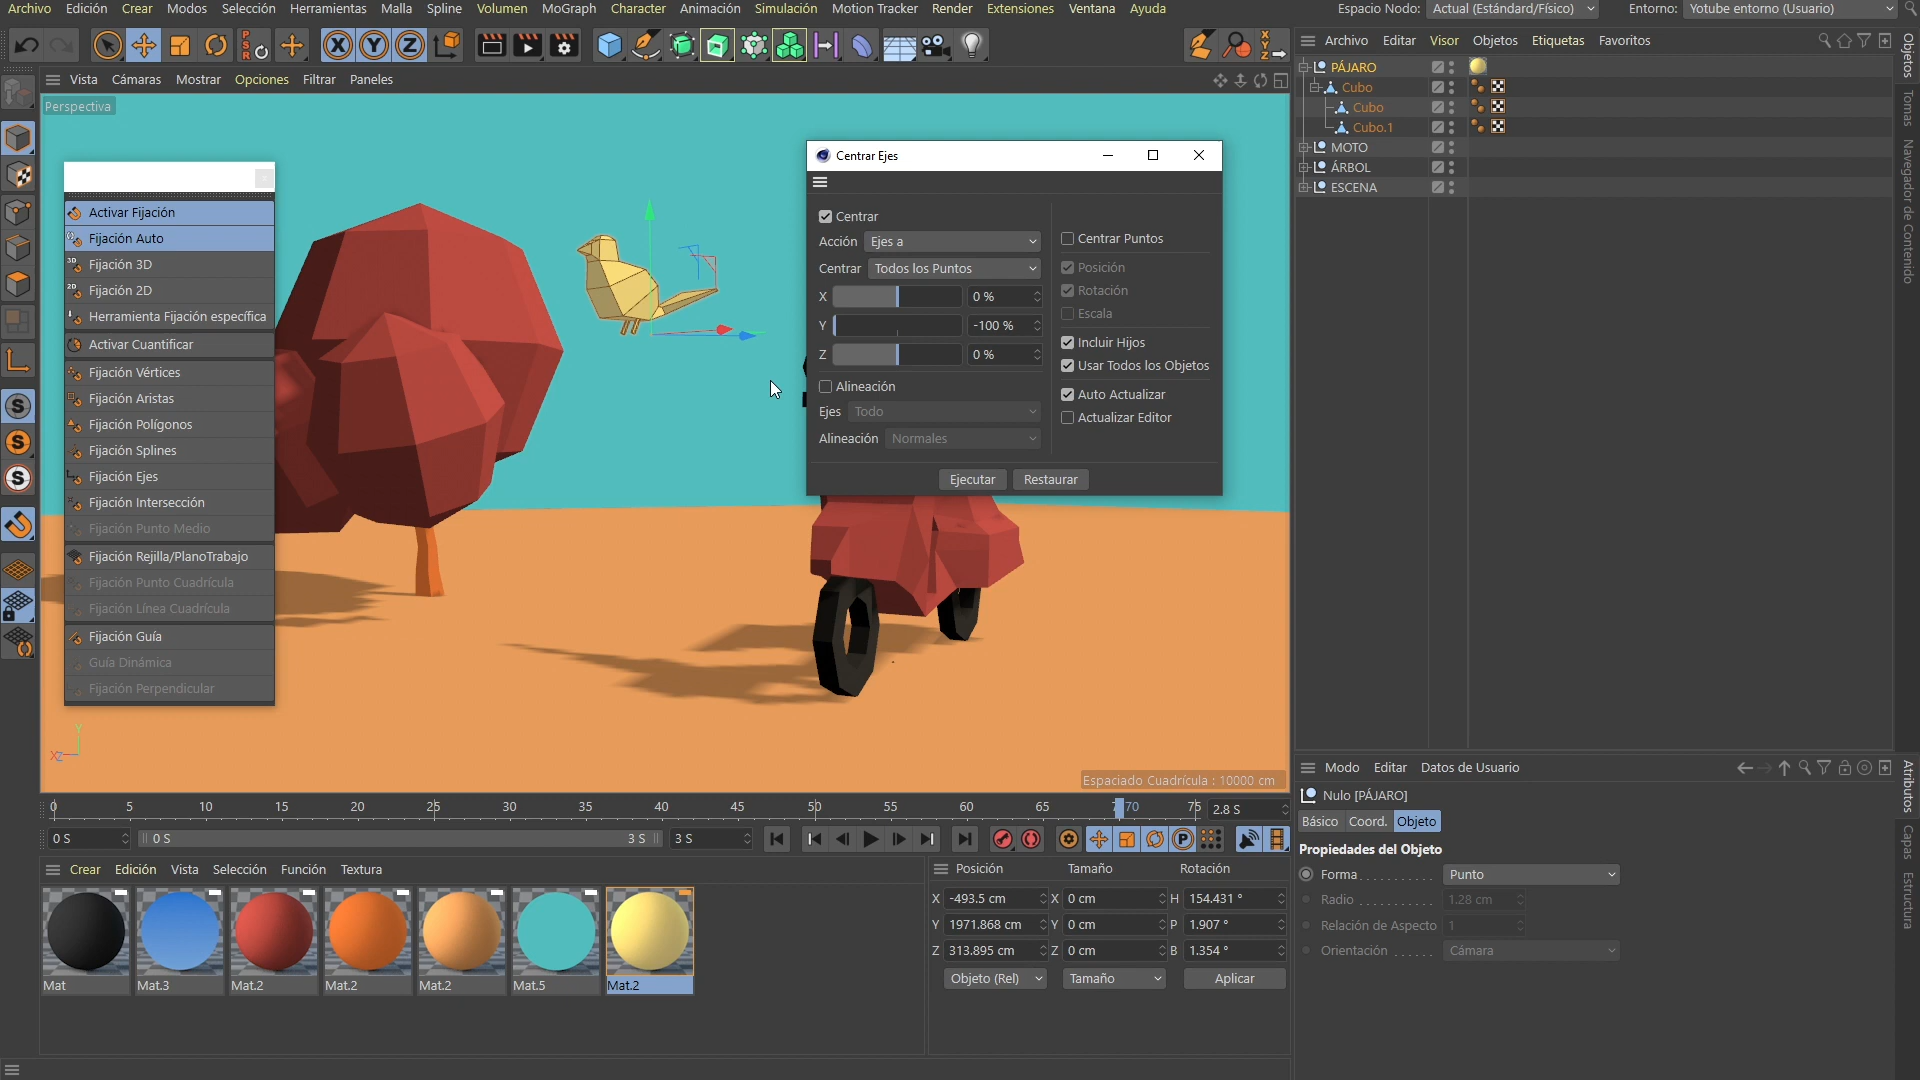 Archivo Edición Crear Modos Selección Herramientas Malla Spline Volumen MoGraph Character Animación Simulación Motion Tracker Render Extensiones Ventana Ayuda Espacio Nodo: Actual (Estándard/Físico) Entorno: Yotube entorno (Usuario)
Archivo Editar Visor Objetos Etiquetas Favoritos
Vista Cámaras Mostrar Opciones Filtrar Paneles
Perspectiva
PÁJARO
Cubo
Cubo
Cubo.1
MOTO
ÁRBOL
ESCENA
Objetos
Tomas
Navegador de Contenido
Activar Fijación
Fijación Auto
Fijación 3D
Fijación 2D
Herramienta Fijación específica
Activar Cuantificar
Fijación Vértices
Fijación Aristas
Fijación Polígonos
Fijación Splines
Fijación Ejes
Fijación Intersección
Fijación Punto Medio
Fijación Rejilla/PlanoTrabajo
Fijación Punto Cuadrícula
Fijación Línea Cuadrícula
Fijación Guía
Guía Dinámica
Fijación Perpendicular
Centrar Ejes
Centrar
Acción Ejes a
Centrar Todos los Puntos
X 0 %
Y -100 %
Z 0 %
Alineación
Ejes Todo
Alineación Normales
Centrar Puntos
Posición
Rotación
Escala
Incluir Hijos
Usar Todos los Objetos
Auto Actualizar
Actualizar Editor
Ejecutar Restaurar
Y
X Z
Espaciado Cuadrícula : 10000 cm
0 5 10 15 20 25 30 35 40 45 50 55 60 65 70 75 2.8 S
0 S 0 S 3 S 3 S
Crear Edición Vista Selección Función Textura
Mat Mat.3 Mat.2 Mat.2 Mat.2 Mat.5 Mat.2
Posición Tamaño Rotación
X -493.5 cm X 0 cm H 154.431 °
Y 1971.868 cm Y 0 cm P 1.907 °
Z 313.895 cm Z 0 cm B 1.354 °
Objeto (Rel) Tamaño Aplicar
Modo Editar Datos de Usuario
Nulo [PÁJARO]
Básico Coord. Objeto
Propiedades del Objeto
Forma . . . . . . . . . . . Punto
Radio . . . . . . . . . . . 1.28 cm
Relación de Aspecto 1
Orientación . . . . . . Cámara
Atributos
Capas
Estructura